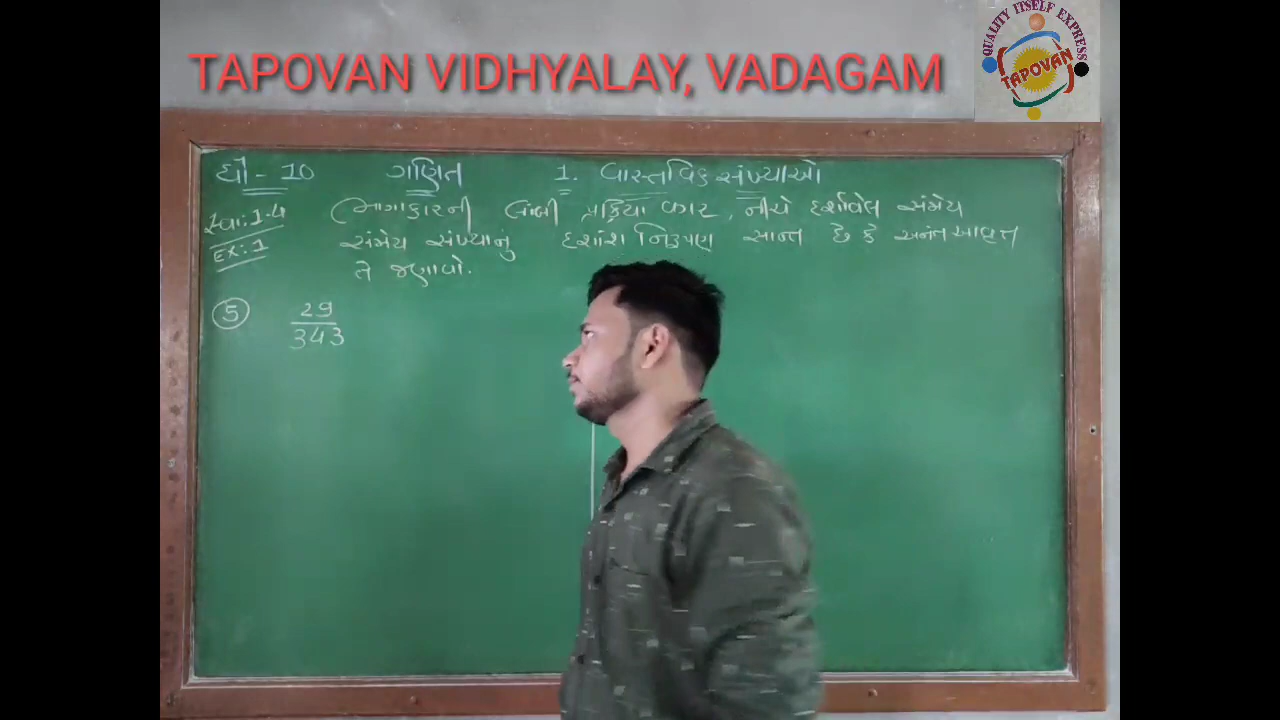 TAPOVAN VIDHYALAY, VADAGAM
QUALITY ITSELF EXPRESS
TAPOVAN
ધો - 10 ગણિત 1. વાસ્તવિક સંખ્યાઓ
સ્વા: 1.4 ભાગાકારની લાંબી પ્રક્રિયા વગર, નીચે દર્શાવેલ સંમેય
Ex: 1 સંમેય સંખ્યાનું દશાંશ નિરૂપણ સાન્ત છે કે અનંત આવૃત્ત
તે જણાવો.
5 29
343